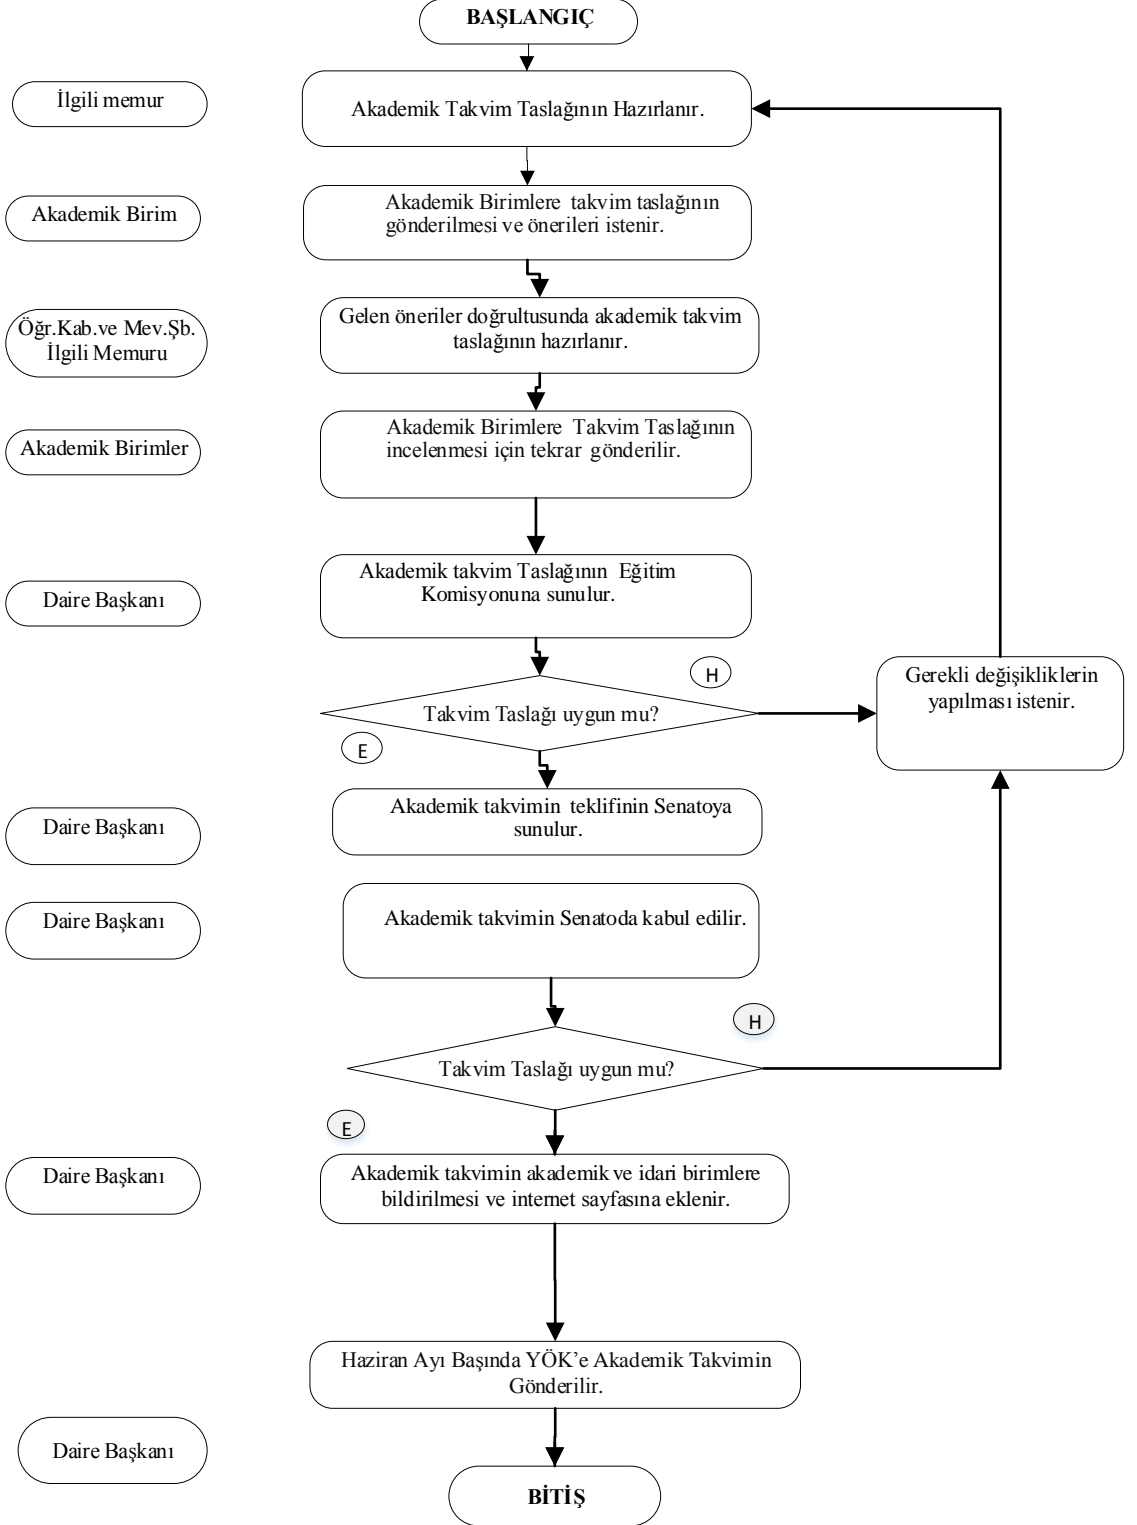 BAŞLANGIÇ
İlgili memur
Akademik Takvim Taslağının Hazırlanır.
Akademik Birim
Akademik Birimlere takvim taslağının
gönderilmesi ve önerileri istenir.
Öğr.Kab.ve Mev.Şb.
İlgili Memuru
Gelen öneriler doğrultusunda akademik takvim
taslağının hazırlanır.
Akademik Birimler
Akademik Birimlere Takvim Taslağının
incelenmesi için tekrar gönderilir.
Daire Başkanı
Akademik takvim Taslağının Eğitim
Komisyonuna sunulur.
H
Gerekli değişikliklerin
yapılması istenir.
Takvim Taslağı uygun mu?
E
Daire Başkanı
Akademik takvimin teklifinin Senatoya
sunulur.
Daire Başkanı
Akademik takvimin Senatoda kabul edilir.
H
Takvim Taslağı uygun mu?
E
Daire Başkanı
Akademik takvimin akademik ve idari birimlere
bildirilmesi ve internet sayfasına eklenir.
Haziran Ayı Başında YÖK’e Akademik Takvimin
Gönderilir.
Daire Başkanı
BİTİŞ